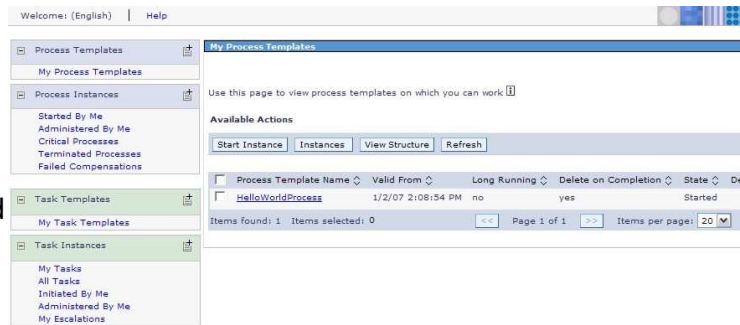 Welcome: (English) | Help
Process Templates
My Process Templates
Process Instances
Started By Me
Administered By Me
Critical Processes
Terminated Processes
Failed Compensations
Task Templates
My Task Templates
Task Instances
My Tasks
All Tasks
Initiated By Me
Administered By Me
My Escalations
My Process Templates
Use this page to view process templates on which you can work i
Available Actions
Start Instance Instances View Structure Refresh
Process Template Name Valid From Long Running Delete on Completion State De
HelloWorldProcess 1/2/07 2:08:54 PM no yes Started
Items found: 1 Items selected: 0 << Page 1 of 1 >> Items per page: 20